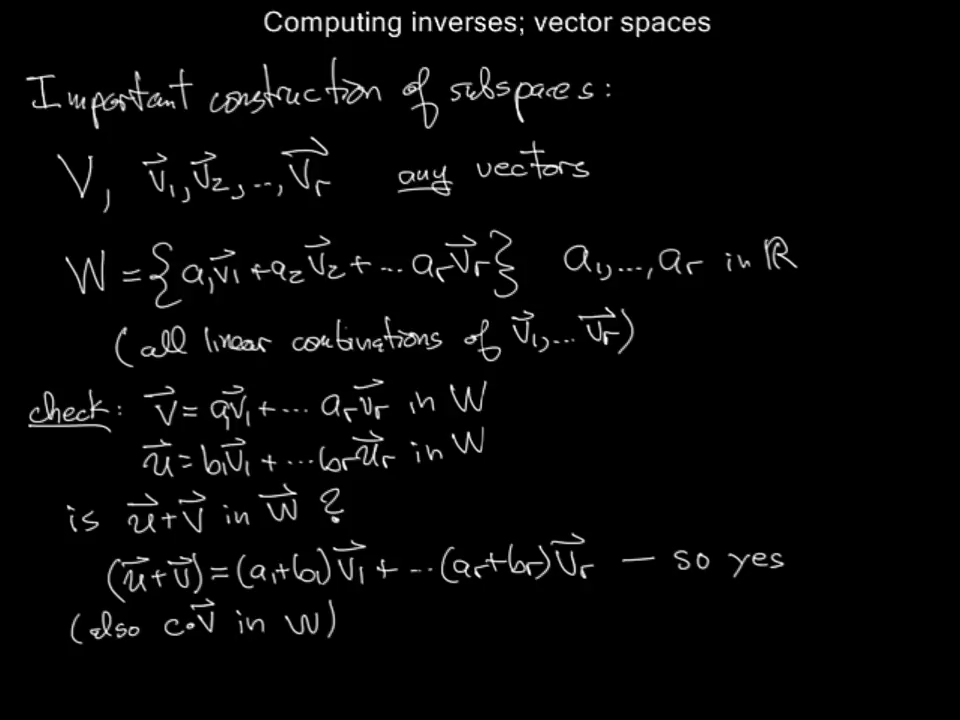 Computing inverses; vector spaces
Important construction of subspaces:
V, v⃗₁, v⃗₂, ..., v⃗ᵣ any vectors
W = {a₁v⃗₁ + a₂v⃗₂ + ... aᵣv⃗ᵣ} a₁, ..., aᵣ in ℝ
(all linear combinations of v⃗₁, ... v⃗ᵣ)
check: v⃗ = a₁v⃗₁ + ... aᵣv⃗ᵣ in W
u⃗ = b₁v⃗₁ + ... bᵣu⃗ᵣ in W
is u⃗ + v⃗ in W⃗ ?
(u⃗ + v⃗) = (a₁+b₁)v⃗₁ + ... (aᵣ+bᵣ)v⃗ᵣ — so yes
(also c·v⃗ in W)